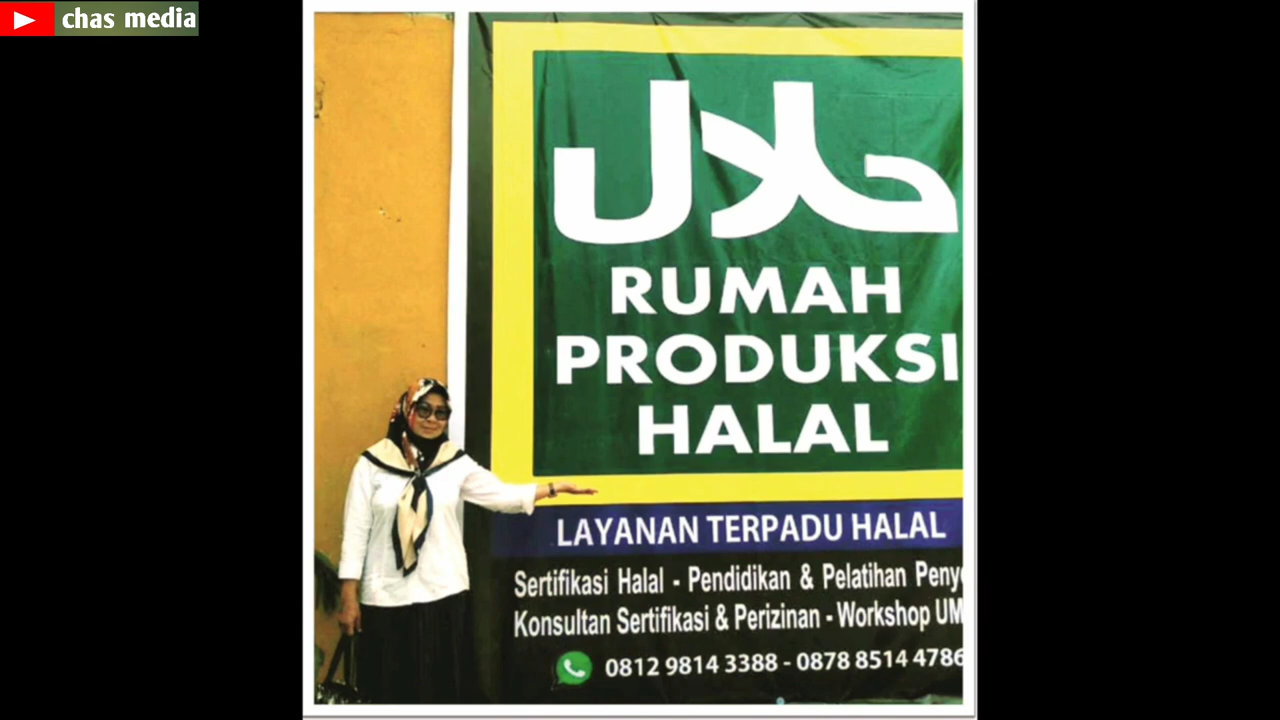 chas media
حلال
RUMAH
PRODUKSI
HALAL
LAYANAN TERPADU HALAL
Sertifikasi Halal - Pendidikan & Pelatihan
Konsultan Sertifikasi & Perizinan - Workshop
0812 9814 3388 - 0878 8514 4786